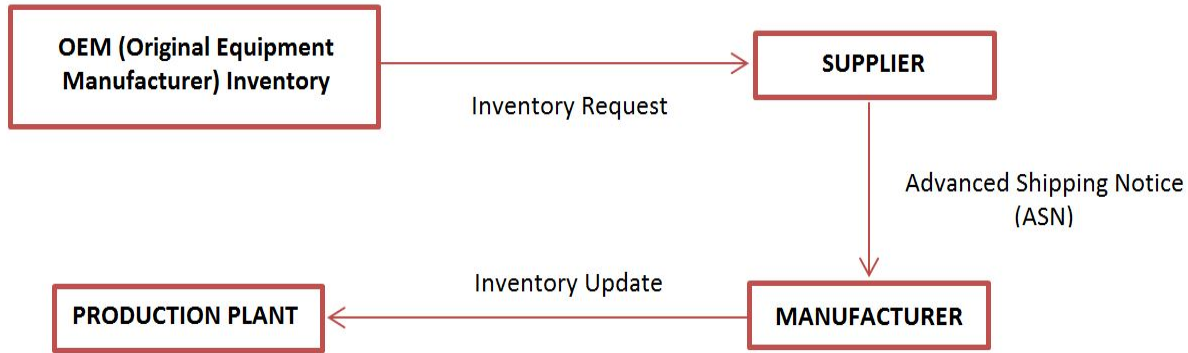 OEM (Original Equipment
Manufacturer) Inventory
SUPPLIER
Inventory Request
Advanced Shipping Notice
(ASN)
Inventory Update
PRODUCTION PLANT
MANUFACTURER